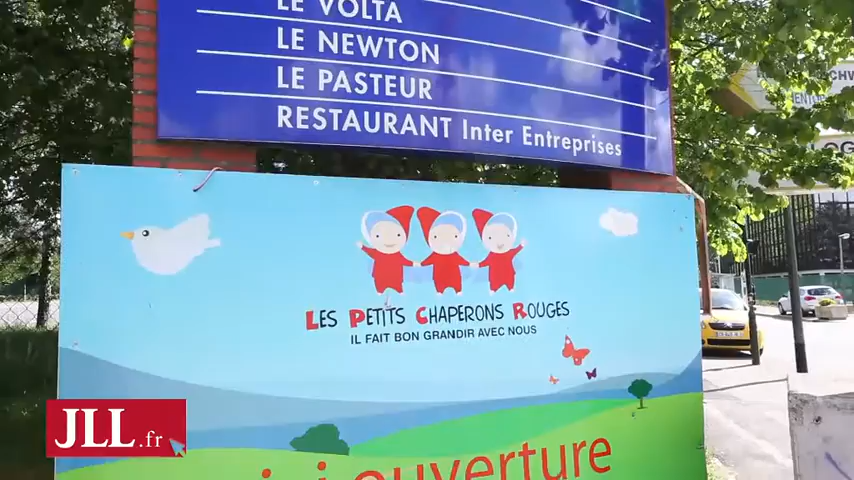 LE VOLTA
LE NEWTON
LE PASTEUR
RESTAURANT Inter Entreprises
LES PETITS CHAPERONS ROUGES
IL FAIT BON GRANDIR AVEC NOUS
ici ouverture
JLL.fr